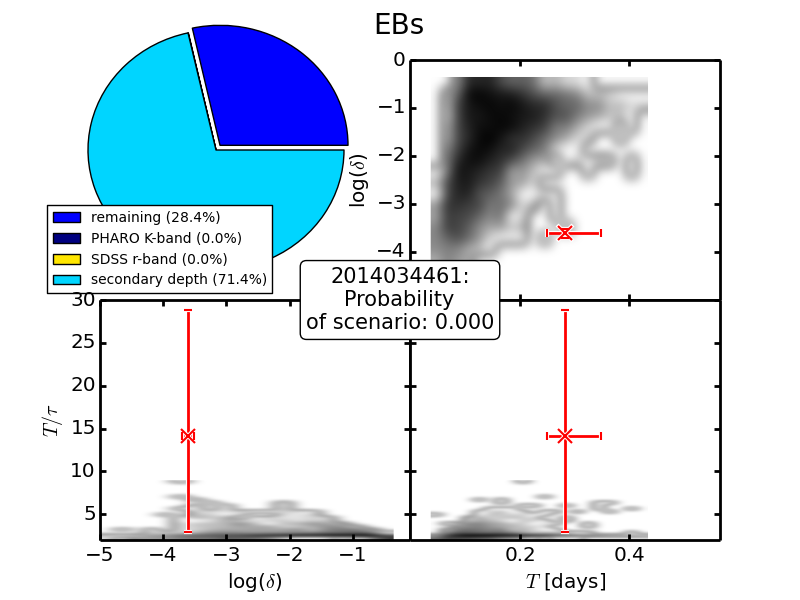 EBs
remaining (28.4%)
PHARO K-band (0.0%)
SDSS r-band (0.0%)
secondary depth (71.4%)
0
−1
−2
−3
−4
log(δ)
2014034461:
Probability
of scenario: 0.000
30
25
20
15
10
5
T/τ
−5 −4 −3 −2 −1
log(δ)
0.2 0.4
T [days]